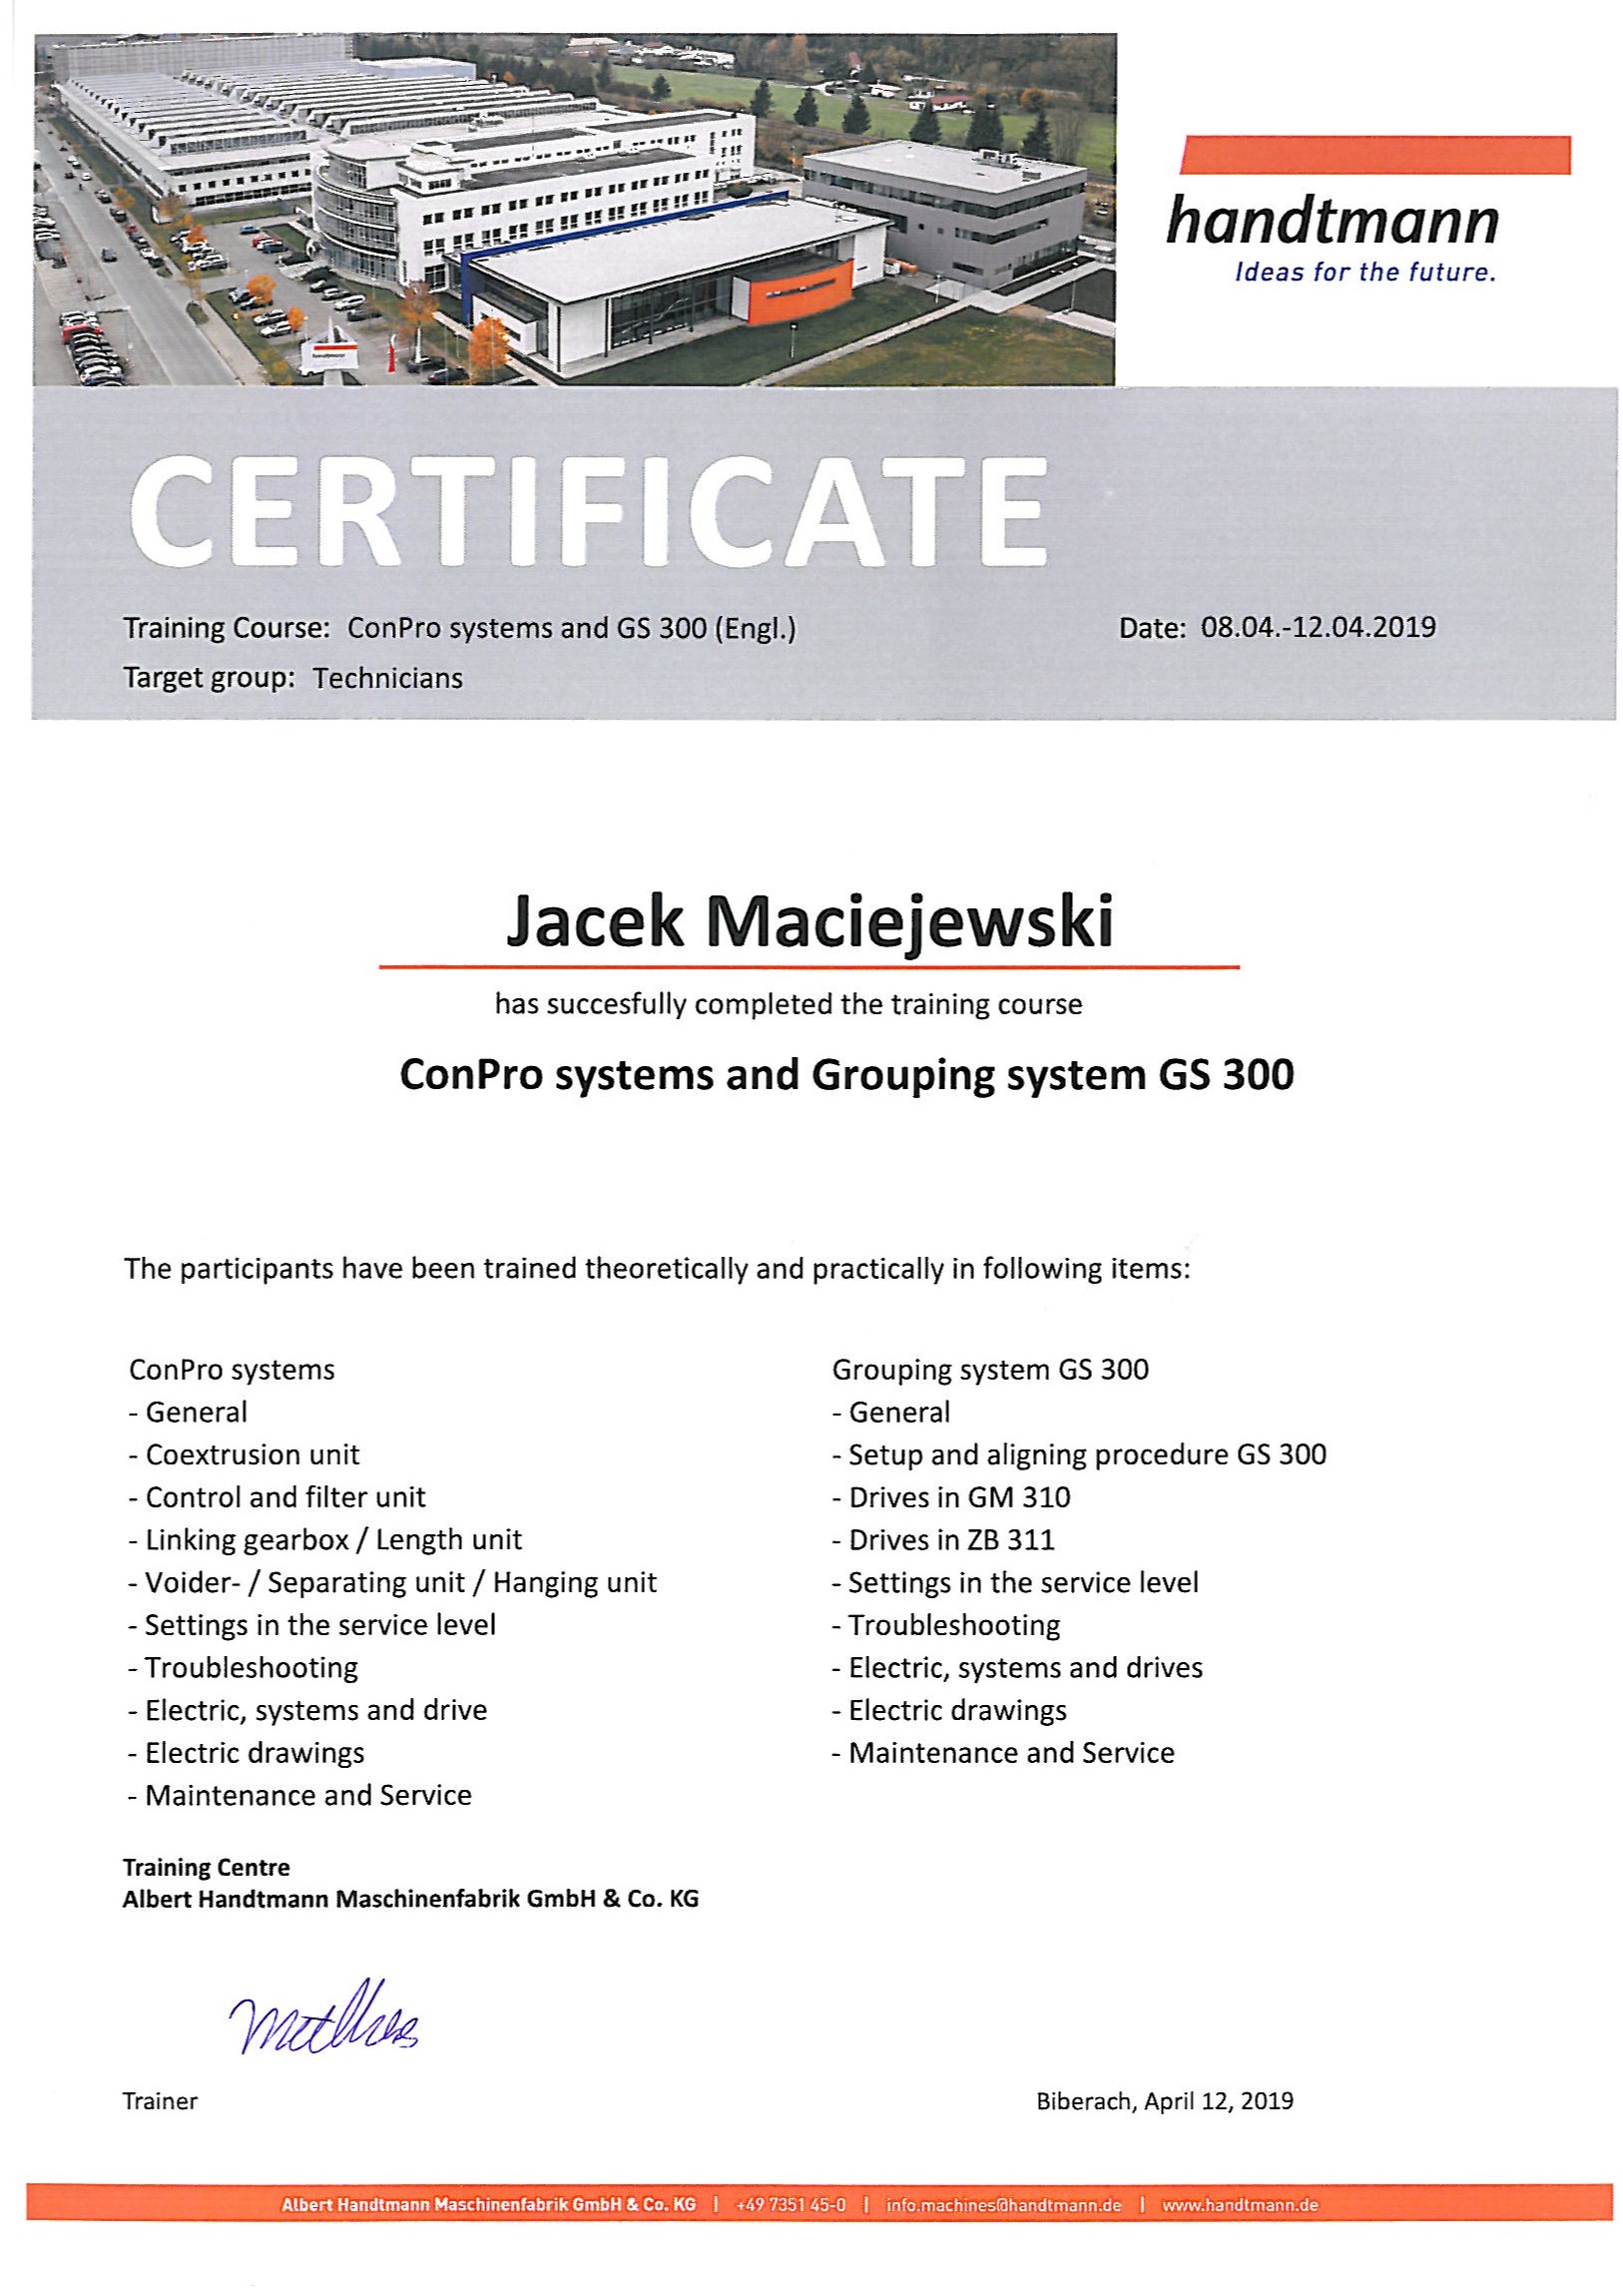 handtmann
Ideas for the future.
handtmann
CERTIFICATE
Training Course: ConPro systems and GS 300 (Engl.)
Date: 08.04.-12.04.2019
Target group: Technicians
Jacek Maciejewski
has succesfully completed the training course
ConPro systems and Grouping system GS 300
The participants have been trained theoretically and practically in following items:
ConPro systems
- General
- Coextrusion unit
- Control and filter unit
- Linking gearbox / Length unit
- Voider- / Separating unit / Hanging unit
- Settings in the service level
- Troubleshooting
- Electric, systems and drive
- Electric drawings
- Maintenance and Service
Grouping system GS 300
- General
- Setup and aligning procedure GS 300
- Drives in GM 310
- Drives in ZB 311
- Settings in the service level
- Troubleshooting
- Electric, systems and drives
- Electric drawings
- Maintenance and Service
Training Centre
Albert Handtmann Maschinenfabrik GmbH & Co. KG
Trainer
Biberach, April 12, 2019
Albert Handtmann Maschinenfabrik GmbH & Co. KG | +49 7351 45-0 | info.machines@handtmann.de | www.handtmann.de